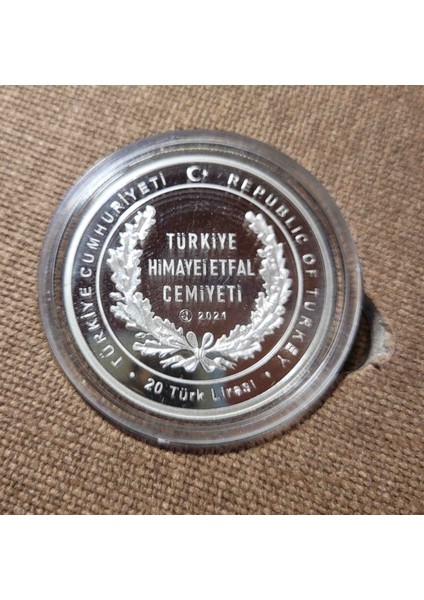 TÜRKİYE CUMHURİYETİ
REPUBLIC OF TURKEY
TÜRKİYE
HİMAYEİETFAL
CEMİYETİ
2021
• 20 Türk Lirası •